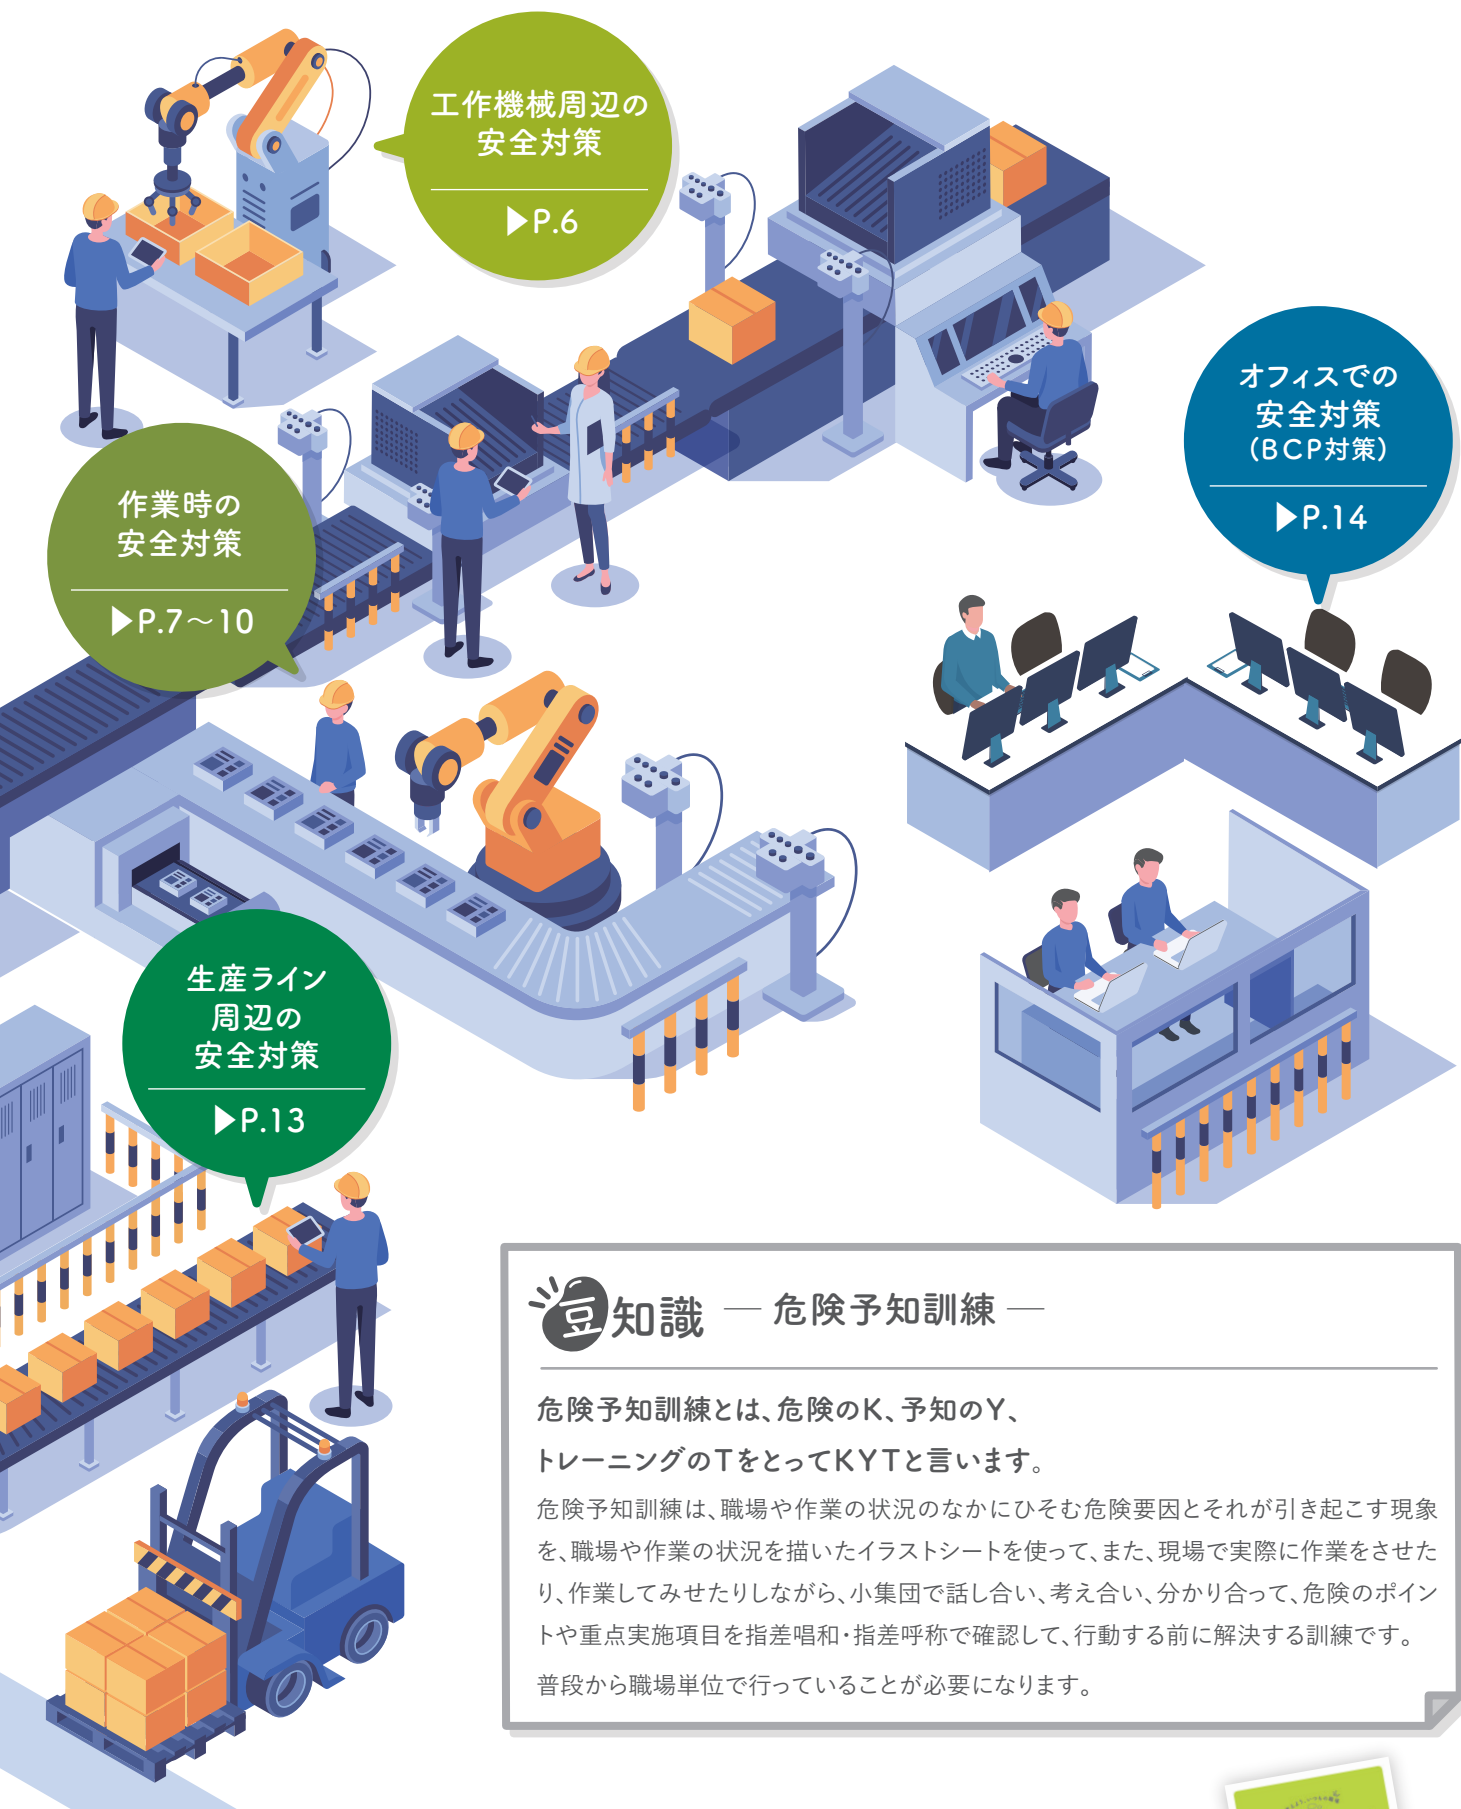 工作機械周辺の
安全対策
▶P.6
オフィスでの
安全対策
(BCP対策)
▶P.14
作業時の
安全対策
▶P.7〜10
生産ライン
周辺の
安全対策
▶P.13
豆知識 ― 危険予知訓練 ―
危険予知訓練とは、危険のK、予知のY、
トレーニングのTをとってKYTと言います。
危険予知訓練は、職場や作業の状況のなかにひそむ危険要因とそれが引き起こす現象
を、職場や作業の状況を描いたイラストシートを使って、また、現場で実際に作業をさせた
り、作業してみせたりしながら、小集団で話し合い、考え合い、分かり合って、危険のポイン
トや重点実施項目を指差唱和・指差呼称で確認して、行動する前に解決する訓練です。
普段から職場単位で行っていることが必要になります。